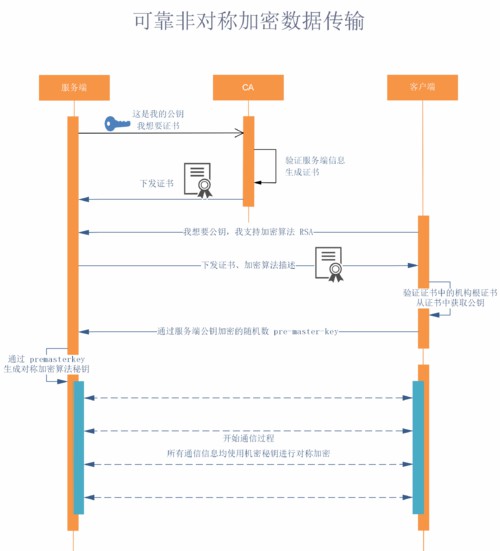 可靠非对称加密数据传输
服务端
CA
客户端
这是我的公钥
我想要证书
验证服务端信息
生成证书
下发证书
我想要公钥，我支持加密算法 RSA
下发证书、加密算法描述
验证证书中的机构根证书
从证书中获取公钥
通过服务端公钥加密的随机数 pre-master-key
通过 premasterkey
生成对称加密算法秘钥
开始通信过程
所有通信信息均使用机密秘钥进行对称加密